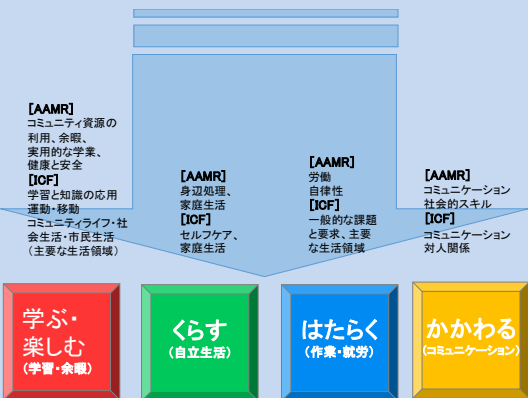 [AAMR]
コミュニティ資源の
利用、余暇、
実用的な学業、
健康と安全
[ICF]
学習と知識の応用
運動・移動
コミュニティライフ・社
会生活・市民生活
（主要な生活領域）
[AAMR]
身辺処理、
家庭生活
[ICF]
セルフケア、
家庭生活
[AAMR]
労働
自律性
[ICF]
一般的な課題
と要求、主要
な生活領域
[AAMR]
コミュニケーション
社会的スキル
[ICF]
コミュニケーション
対人関係
学ぶ・
楽しむ
（学習・余暇）
くらす
（自立生活）
はたらく
（作業・就労）
かかわる
（コミュニケーション）